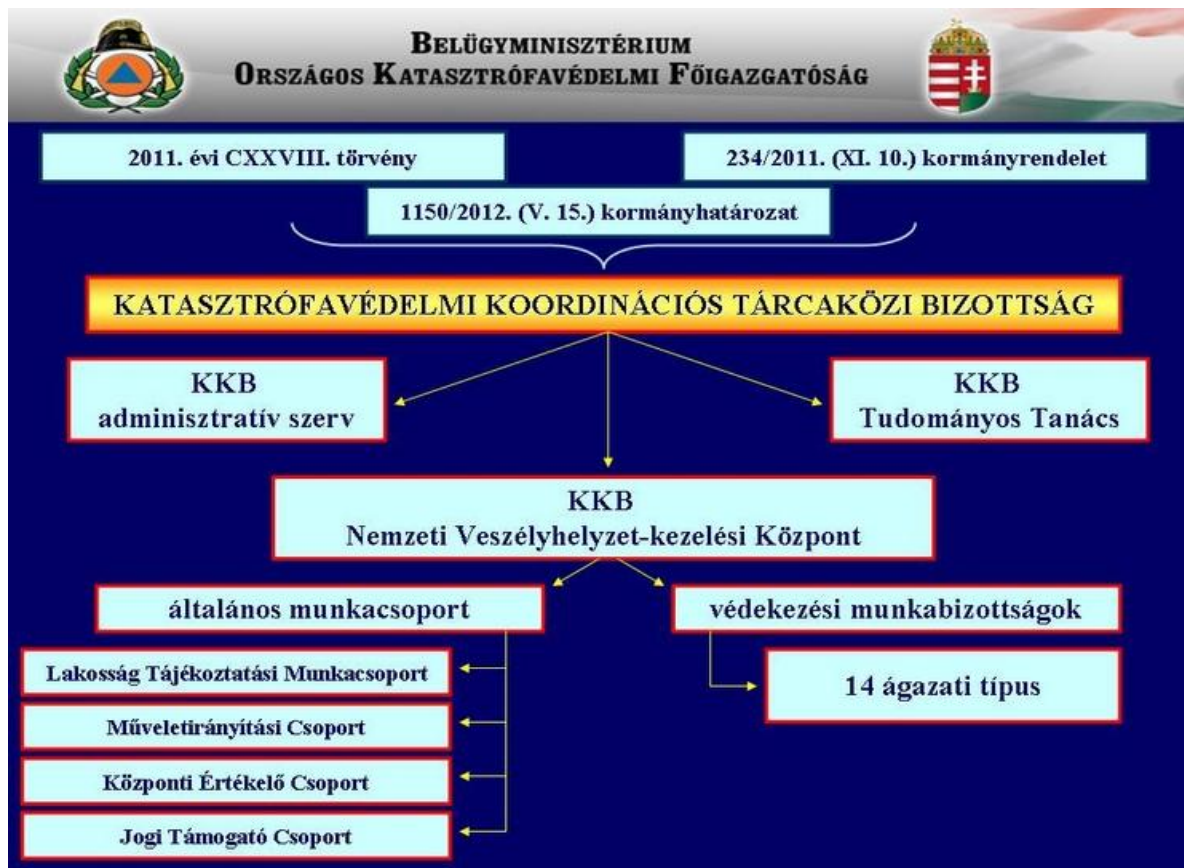 BELÜGYMINISZTÉRIUM
ORSZÁGOS KATASZTRÓFAVÉDELMI FŐIGAZGATÓSÁG
2011. évi CXXVIII. törvény
234/2011. (XI. 10.) kormányrendelet
1150/2012. (V. 15.) kormányhatározat
KATASZTRÓFAVÉDELMI KOORDINÁCIÓS TÁRCAKÖZI BIZOTTSÁG
KKB
adminisztratív szerv
KKB
Tudományos Tanács
KKB
Nemzeti Veszélyhelyzet-kezelési Központ
általános munkacsoport
védekezési munkabizottságok
Lakosság Tájékoztatási Munkacsoport
Műveletirányítási Csoport
Központi Értékelő Csoport
Jogi Támogató Csoport
14 ágazati típus